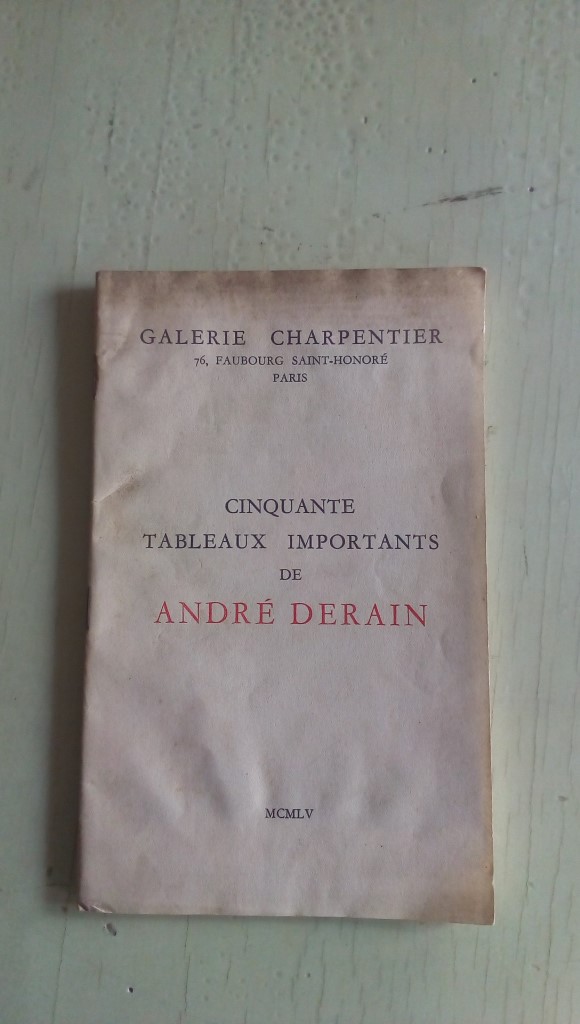 GALERIE CHARPENTIER
76, FAUBOURG SAINT-HONORÉ
PARIS
CINQUANTE
TABLEAUX IMPORTANTS
DE
ANDRÉ DERAIN
MCMLV